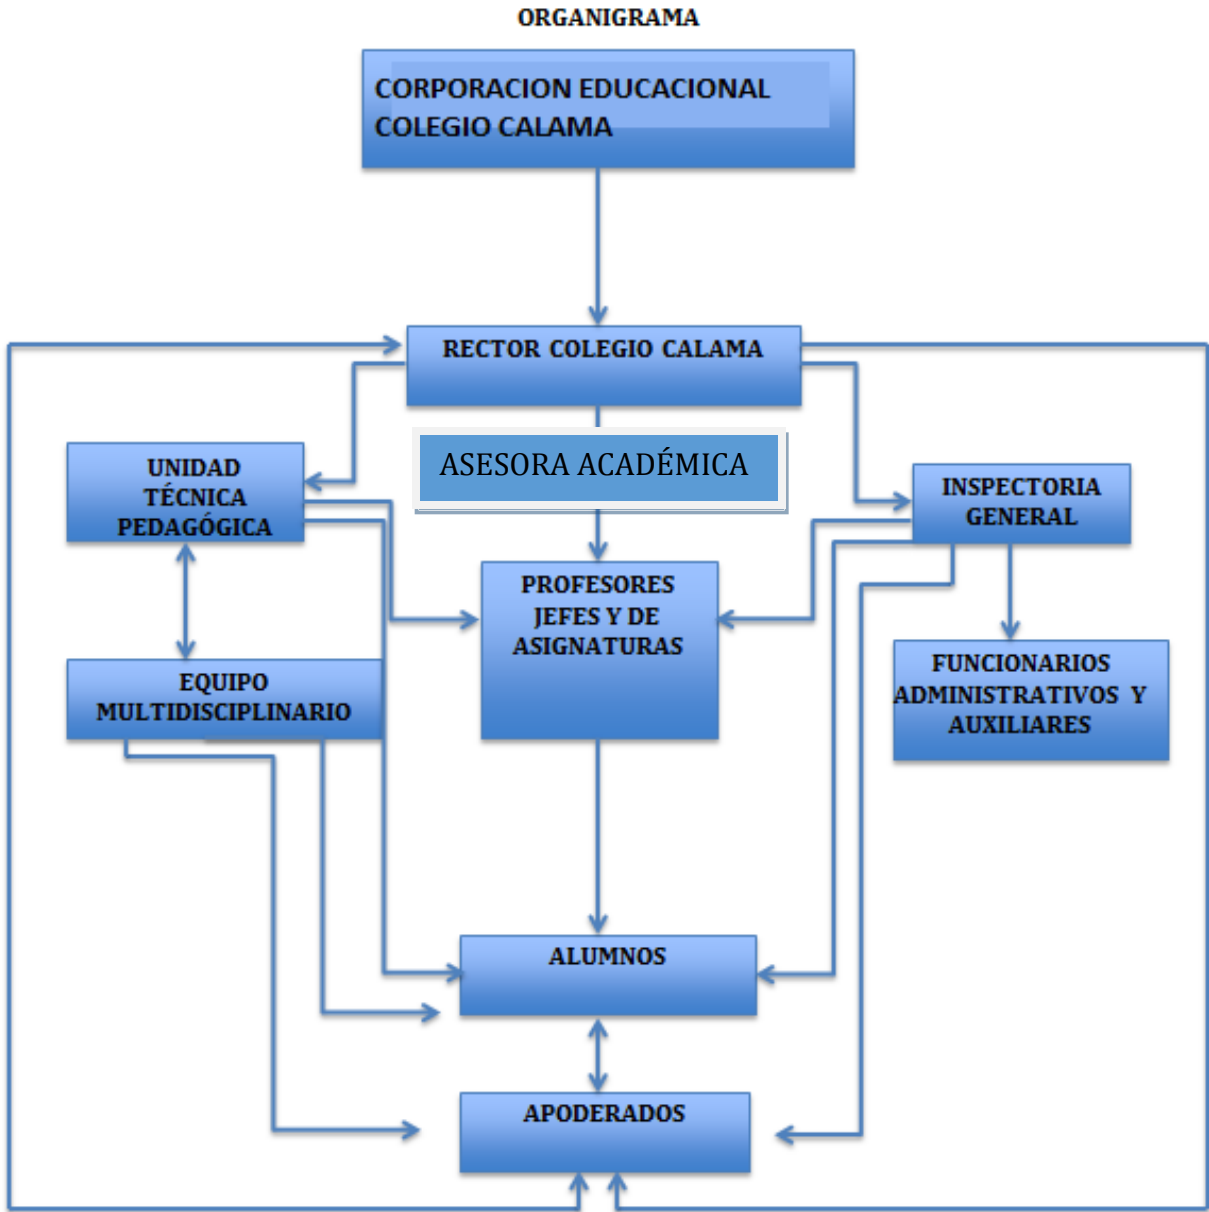 ORGANIGRAMA
CORPORACION EDUCACIONAL
COLEGIO CALAMA
RECTOR COLEGIO CALAMA
ASESORA ACADÉMICA
UNIDAD
TÉCNICA
PEDAGÓGICA
INSPECTORIA
GENERAL
PROFESORES
JEFES Y DE
ASIGNATURAS
EQUIPO
MULTIDISCIPLINARIO
FUNCIONARIOS
ADMINISTRATIVOS Y
AUXILIARES
ALUMNOS
APODERADOS